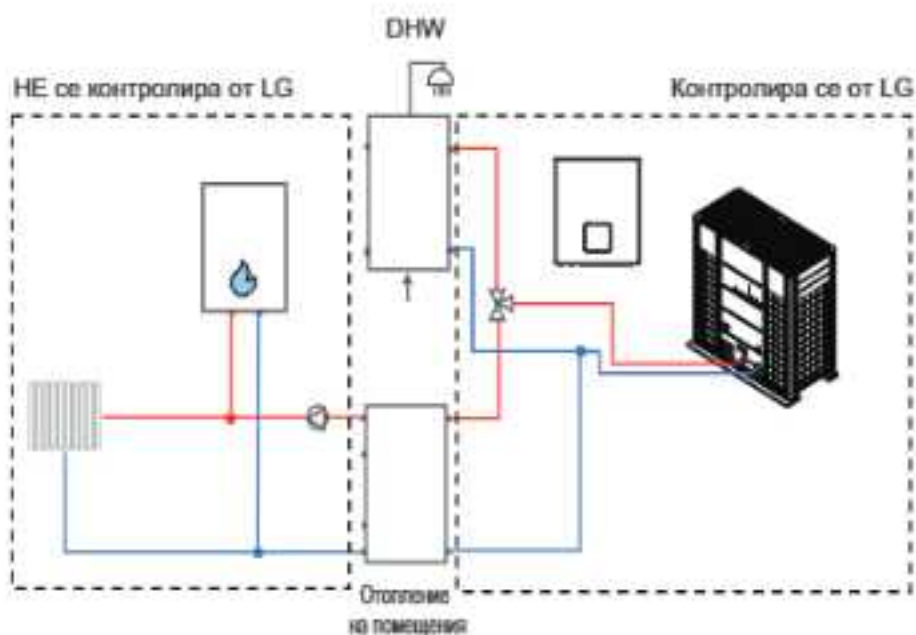 DHW
НЕ се контролира от LG
Контролира се от LG
Отопление
на помещения